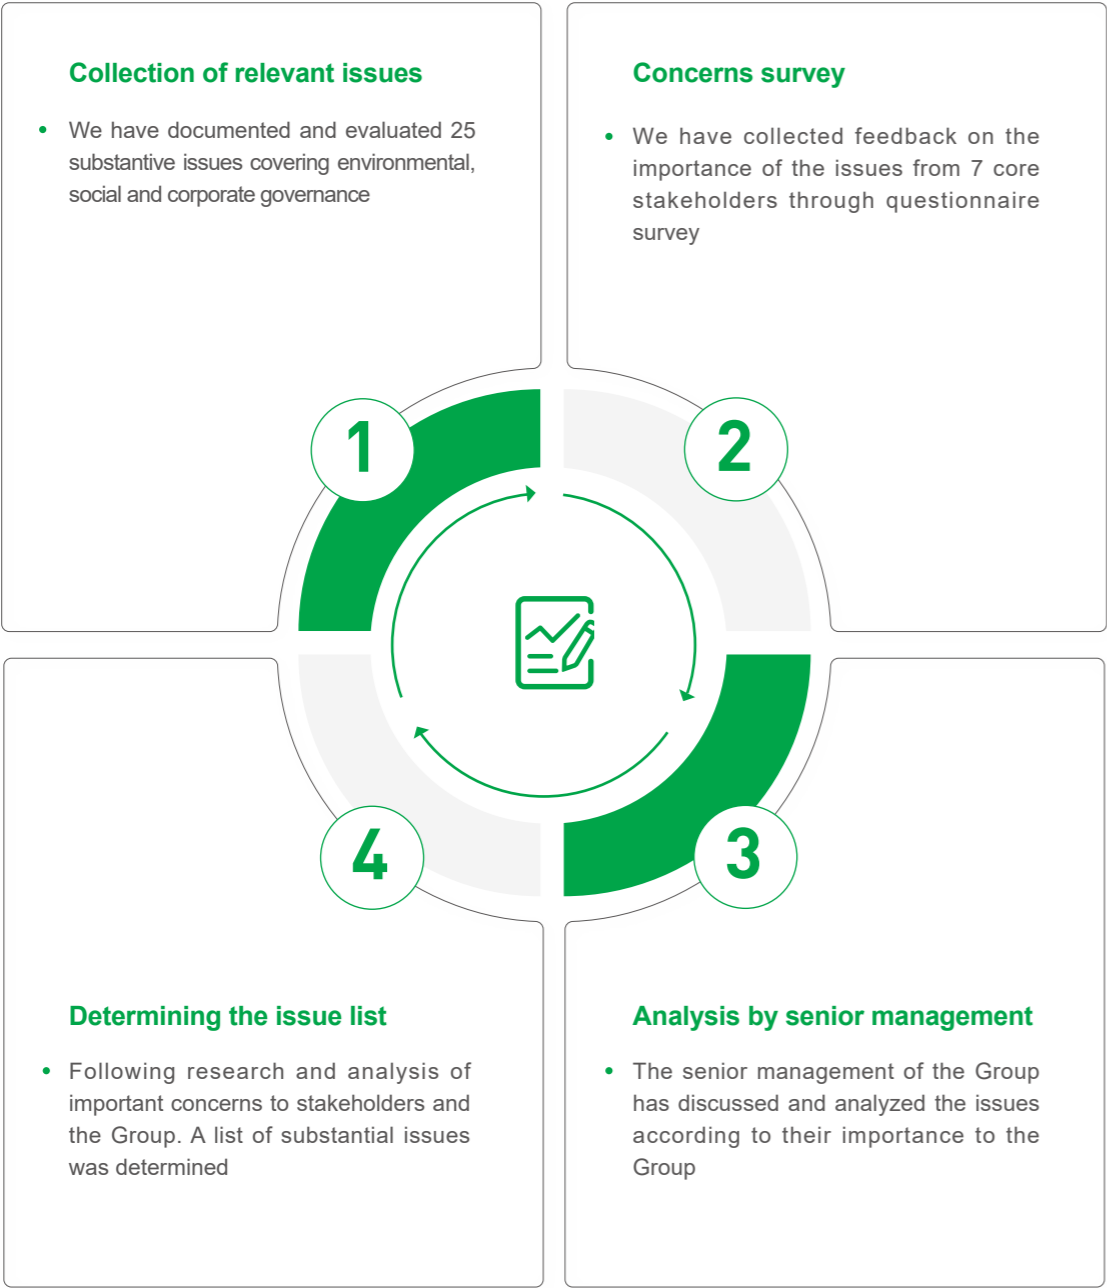 Collection of relevant issues
• We have documented and evaluated 25
substantive issues covering environmental,
social and corporate governance
Concerns survey
• We have collected feedback on the
importance of the issues from 7 core
stakeholders through questionnaire
survey
1
2
4
3
Determining the issue list
• Following research and analysis of
important concerns to stakeholders and
the Group. A list of substantial issues
was determined
Analysis by senior management
• The senior management of the Group
has discussed and analyzed the issues
according to their importance to the
Group